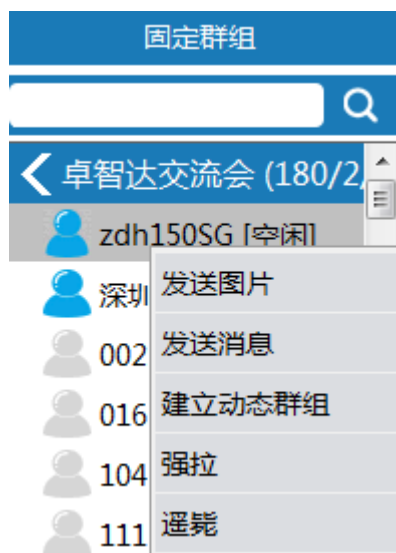 固定群组
卓智达交流会 (180/2/
zdh150SG [空闲]
深圳
发送图片
002
发送消息
016
建立动态群组
104
强拉
111
遥毙